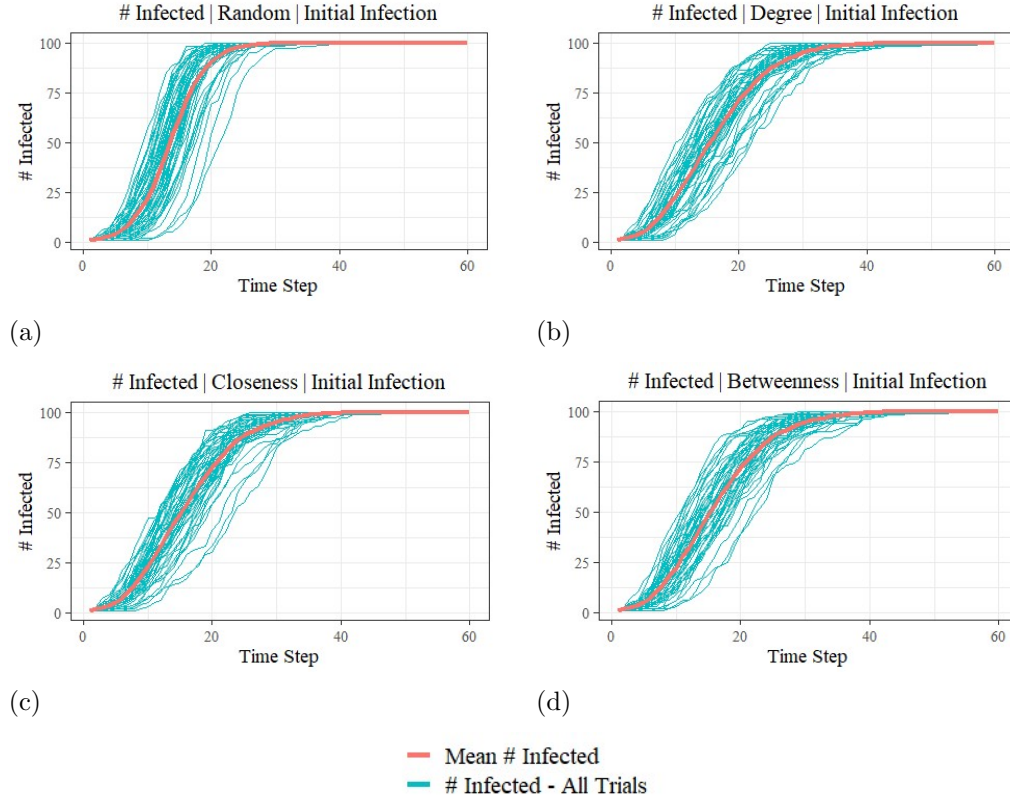 # Infected | Random | Initial Infection
100
75
50
25
0
# Infected
0 20 40 60
Time Step
(a)
# Infected | Degree | Initial Infection
100
75
50
25
0
# Infected
0 20 40 60
Time Step
(b)
# Infected | Closeness | Initial Infection
100
75
50
25
0
# Infected
0 20 40 60
Time Step
(c)
# Infected | Betweenness | Initial Infection
100
75
50
25
0
# Infected
0 20 40 60
Time Step
(d)
Mean # Infected
# Infected - All Trials